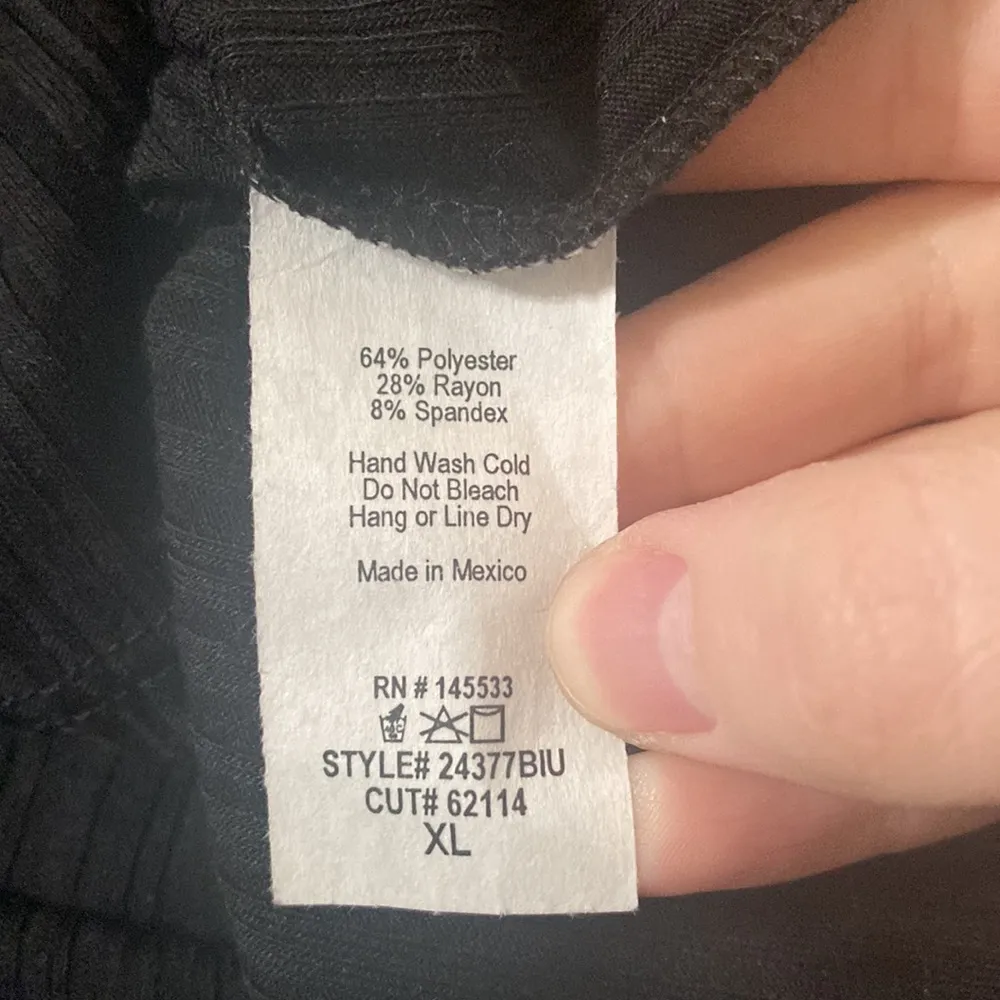 64% Polyester
28% Rayon
8% Spandex
Hand Wash Cold
Do Not Bleach
Hang or Line Dry
Made in Mexico
RN # 145533
STYLE# 24377BIU
CUT# 62114
XL